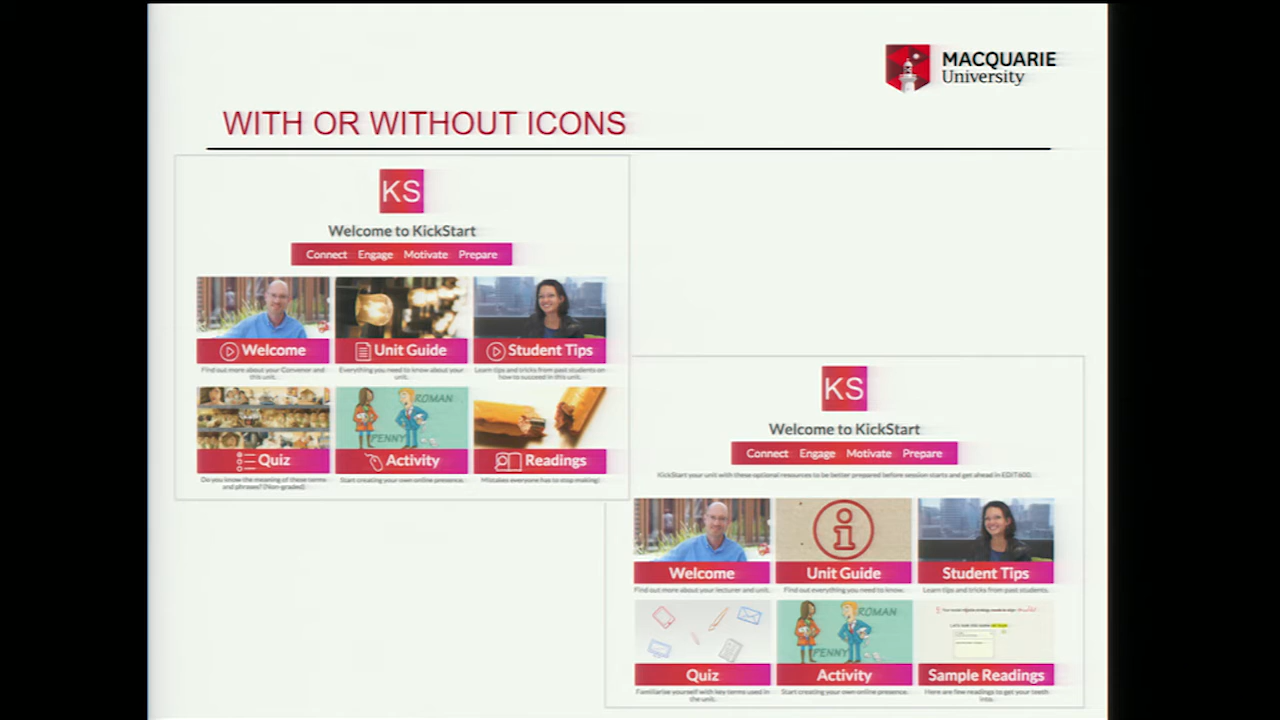 MACQUARIE
University
WITH OR WITHOUT ICONS
KS
Welcome to KickStart
Connect Engage Motivate Prepare
Welcome
Unit Guide
Student Tips
Find out more about your Convenor and this unit.
Everything you need to know about your unit.
Learn tips and tricks from past students on how to succeed in this unit.
ROMAN
PENNY
Quiz
Activity
Readings
Do you know the meaning of these terms and phrases? (Non-graded)
Start creating your own online presence.
Mistakes everyone has to stop making!
KS
Welcome to KickStart
Connect Engage Motivate Prepare
KickStart your unit with these optional resources to be better prepared before session starts and get ahead in EDIT600.
Welcome
Unit Guide
Student Tips
Find out more about your lecturer and unit.
Find out everything you need to know.
Learn tips and tricks from past students.
ROMAN
PENNY
Quiz
Activity
Sample Readings
Familiarise yourself with key terms used in the unit.
Start creating your own online presence.
Here are few readings to get your teeth into.